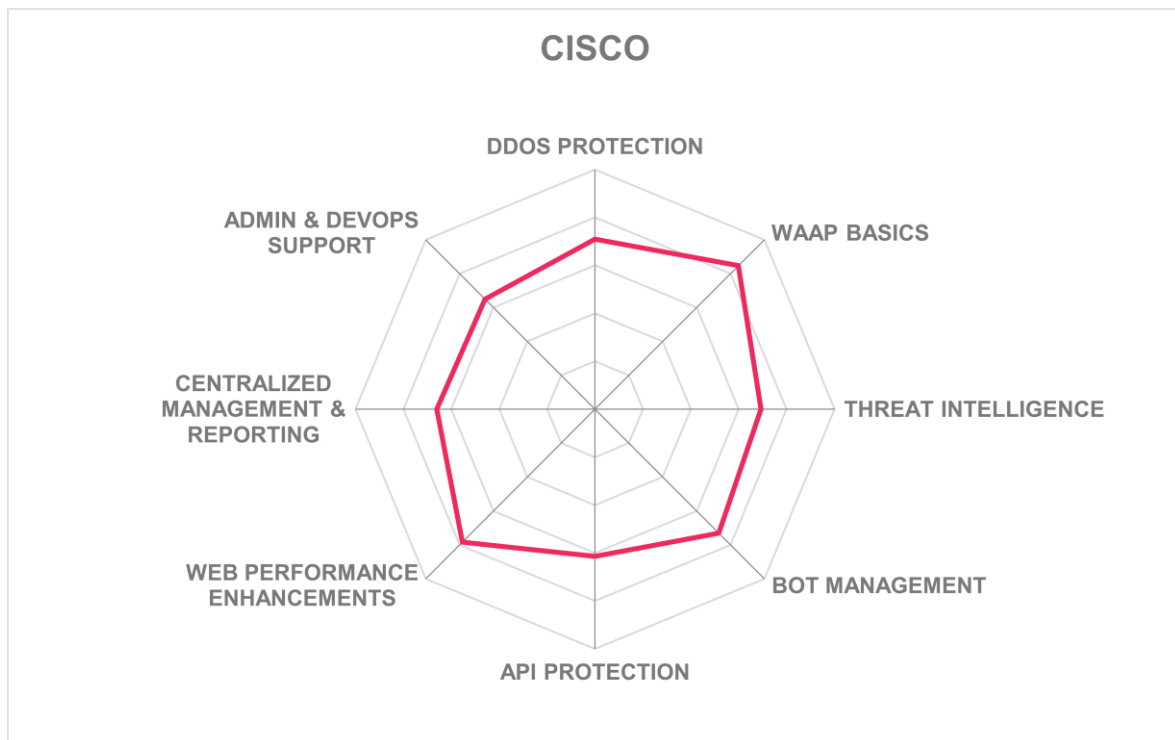 CISCO
DDOS PROTECTION
ADMIN & DEVOPS
SUPPORT
WAAP BASICS
CENTRALIZED
MANAGEMENT &
REPORTING
THREAT INTELLIGENCE
WEB PERFORMANCE
ENHANCEMENTS
BOT MANAGEMENT
API PROTECTION